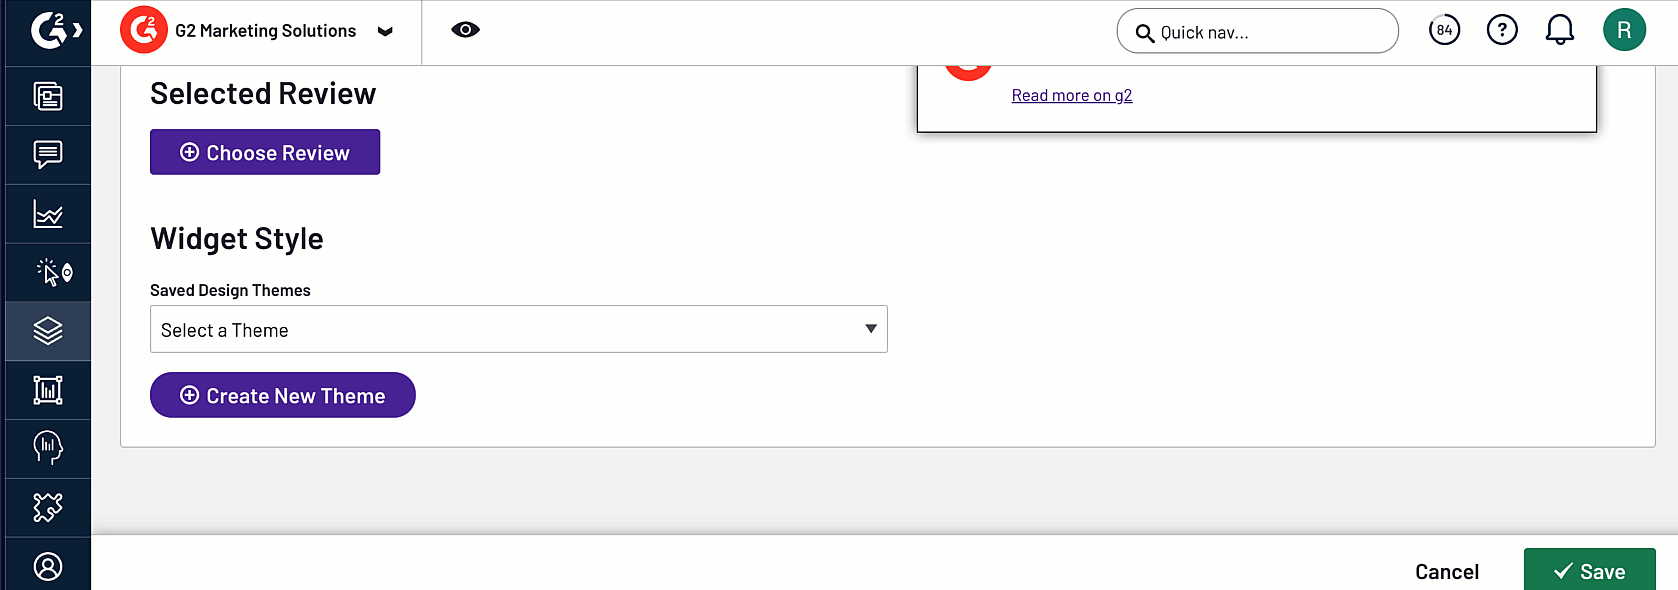 G2 Marketing Solutions
Quick nav...
84
?
R
Selected Review
Read more on g2
Choose Review
Widget Style
Saved Design Themes
Select a Theme
Create New Theme
Cancel
Save